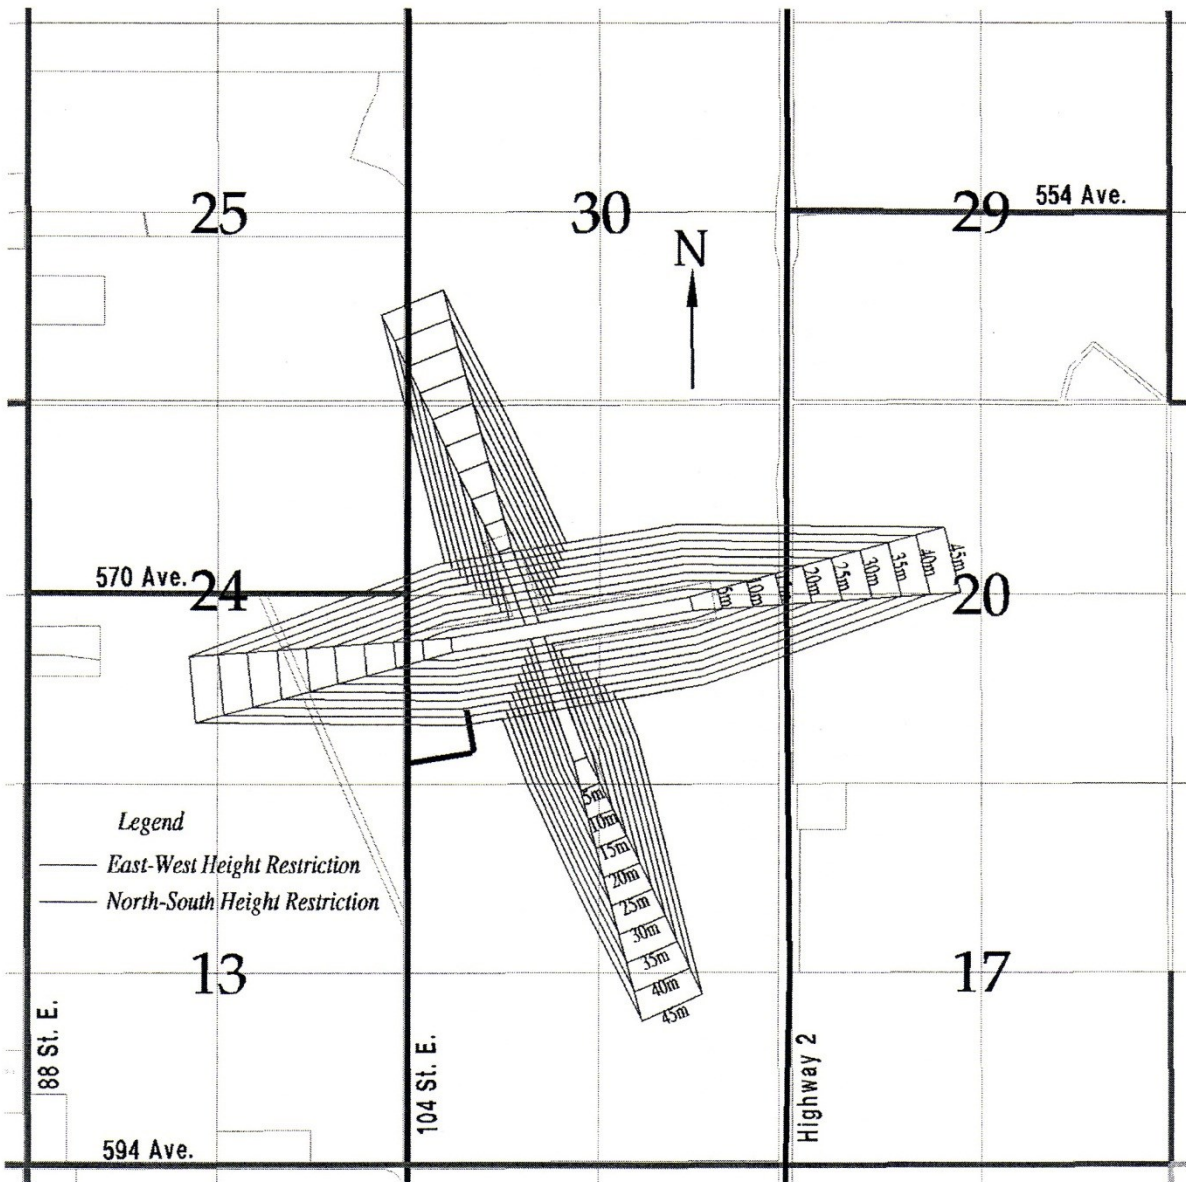 25
30
29
554 Ave.
N
570 Ave.
24
20
5m
10m
20m
25m
30m
35m
40m
45m
Legend
East-West Height Restriction
North-South Height Restriction
5m
10m
15m
20m
25m
30m
35m
40m
45m
13
17
88 St. E.
104 St. E.
Highway 2
594 Ave.